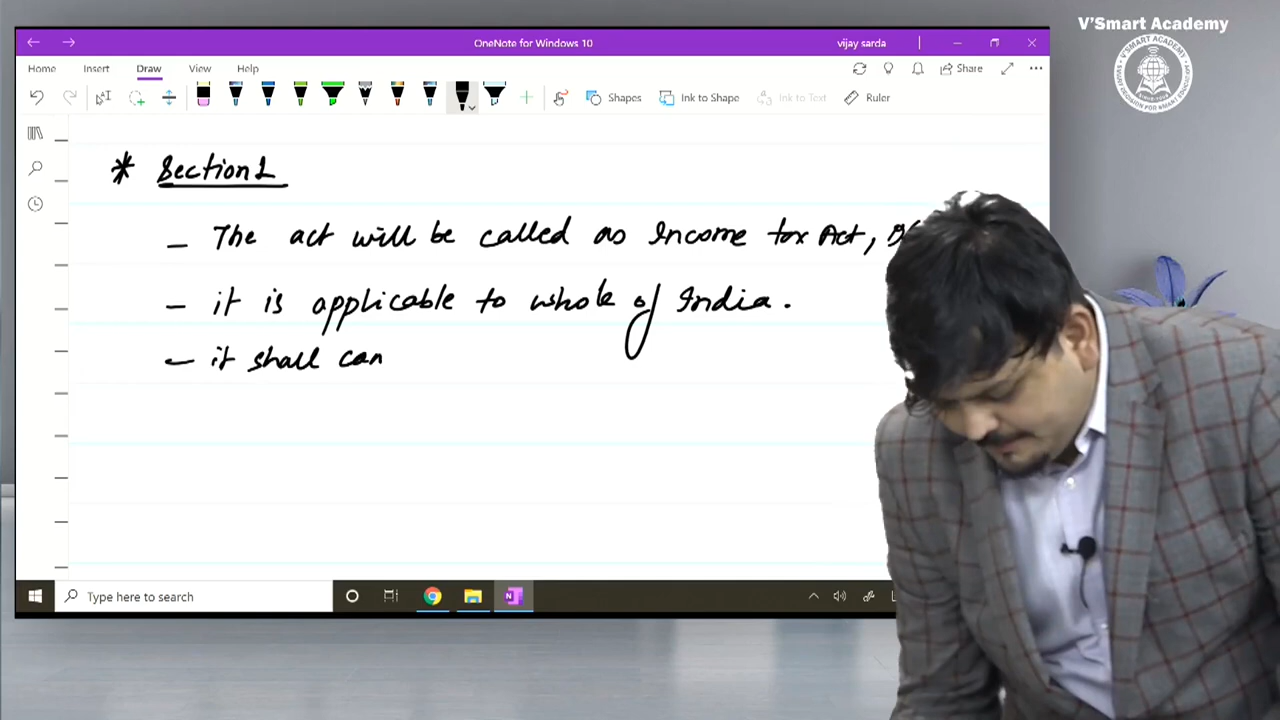 V'Smart Academy
OneNote for Windows 10
vijay sarda
Home Insert Draw View Help
Share
Shapes Ink to Shape Ink to Text Ruler
* Section 1
– The act will be called as Income tax Act,
– it is applicable to whole of India.
– it shall can
Type here to search